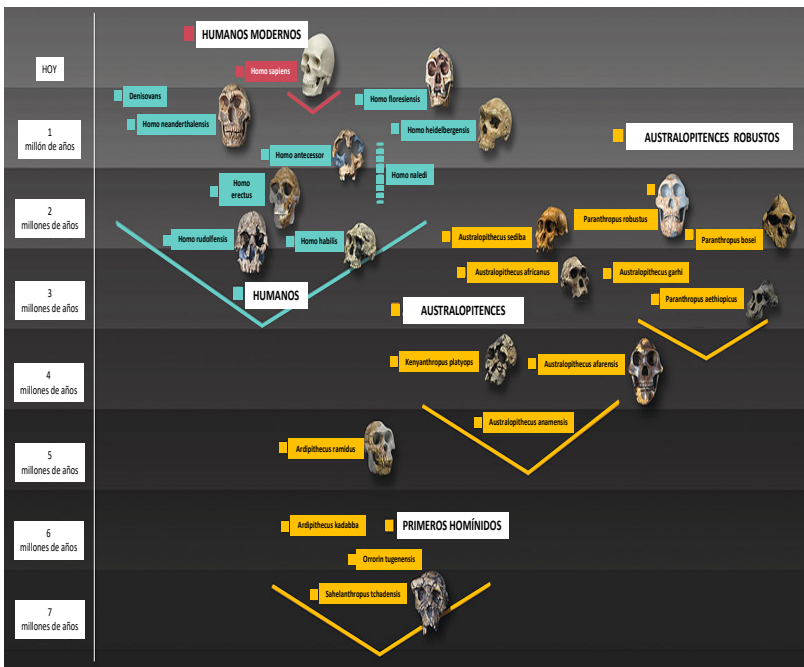 HUMANOS MODERNOS
HOY
Homo sapiens
Denisovans
Homo floresiensis
Homo neanderthalensis
Homo heidelbergensis
1
millón de años
AUSTRALOPITENCES ROBUSTOS
Homo antecessor
Homo naledi
Homo
erectus
2
millones de años
Paranthropus robustus
Homo rudolfensis
Homo habilis
Australopithecus sediba
Paranthropus bosei
Australopithecus africanus
Australopithecus garhi
3
millones de años
HUMANOS
Paranthropus aethiopicus
AUSTRALOPITENCES
Kenyanthropus platyops
Australopithecus afarensis
4
millones de años
Australopithecus anamensis
Ardipithecus ramidus
5
millones de años
Ardipithecus kadabba
PRIMEROS HOMÍNIDOS
6
millones de años
Orrorin tugenensis
Sahelanthropus tchadensis
7
millones de años